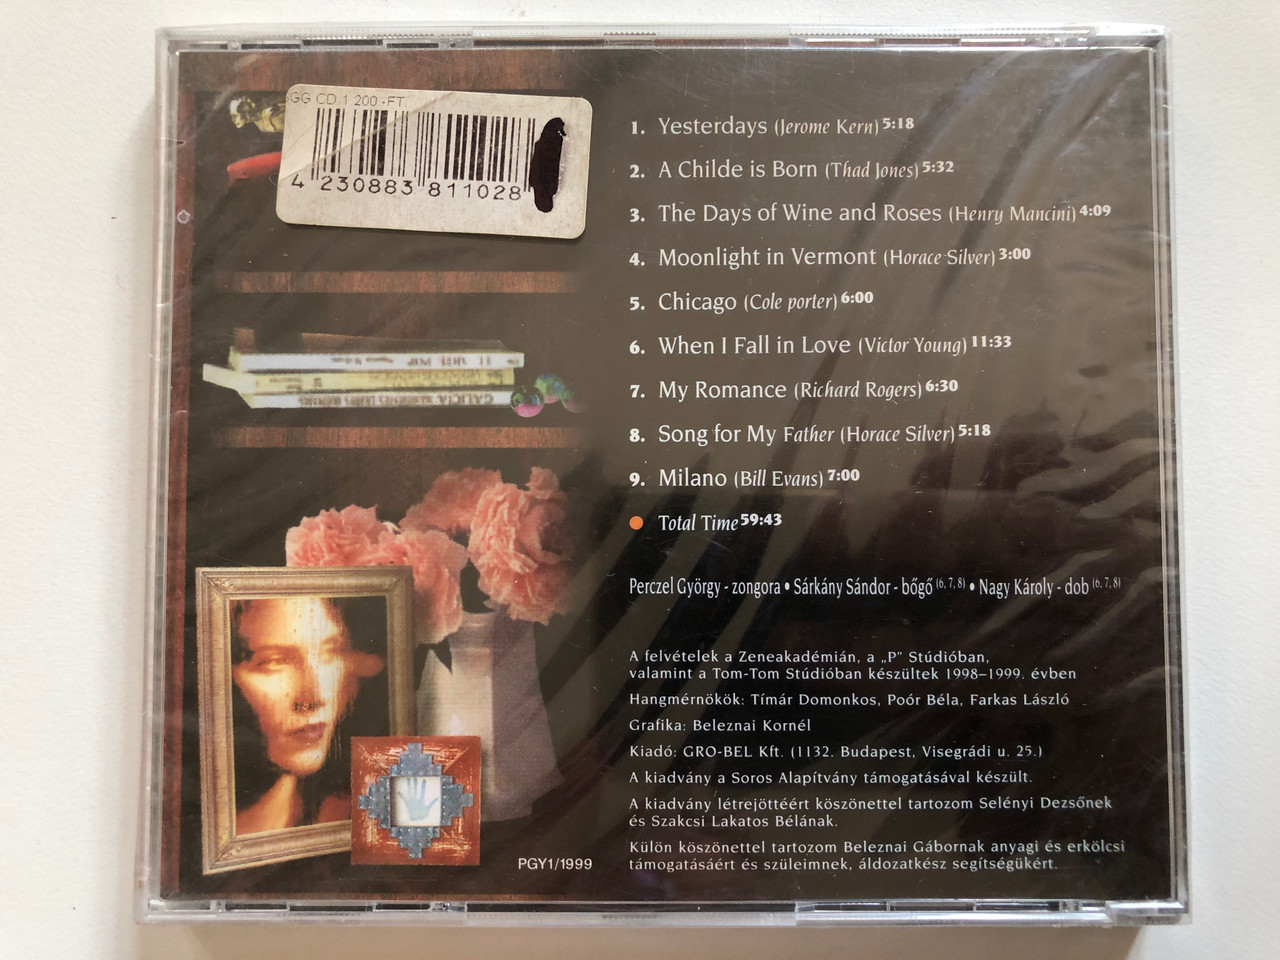 GG CD 1 200 -FT
4 230883 811028
1. Yesterdays (Jerome Kern) 5:18
2. A Childe is Born (Thad Jones) 5:32
3. The Days of Wine and Roses (Henry Mancini) 4:09
4. Moonlight in Vermont (Horace Silver) 3:00
5. Chicago (Cole porter) 6:00
6. When I Fall in Love (Victor Young) 11:33
7. My Romance (Richard Rogers) 6:30
8. Song for My Father (Horace Silver) 5:18
9. Milano (Bill Evans) 7:00
Total Time 59:43
Perczel György - zongora • Sárkány Sándor - bőgő (6, 7, 8) • Nagy Károly - dob (6, 7, 8)
A felvételek a Zeneakadémián, a „P” Stúdióban,
valamint a Tom-Tom Stúdióban készültek 1998–1999. évben
Hangmérnökök: Tímár Domonkos, Poór Béla, Farkas László
Grafika: Beleznai Kornél
Kiadó: GRO-BEL Kft. (1132. Budapest, Visegrádi u. 25.)
A kiadvány a Soros Alapítvány támogatásával készült.
A kiadvány létrejöttéért köszönettel tartozom Selényi Dezsőnek
és Szakcsi Lakatos Bélának.
Külön köszönettel tartozom Beleznai Gábornak anyagi és erkölcsi
támogatásáért és szüleimnek, áldozatkész segítségükért.
PGY1/1999
GALICIA